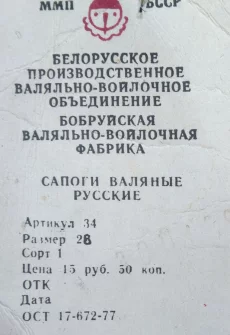 ММП БССР
БЕЛОРУССКОЕ
ПРОИЗВОДСТВЕННОЕ
ВАЛЯЛЬНО-ВОЙЛОЧНОЕ
ОБЪЕДИНЕНИЕ
БОБРУЙСКАЯ
ВАЛЯЛЬНО-ВОЙЛОЧНАЯ
ФАБРИКА
САПОГИ ВАЛЯНЫЕ
РУССКИЕ
Артикул 34
Размер 28
Сорт 1
Цена 15 руб. 50 коп.
ОТК
Дата
ОСТ 17-672-77